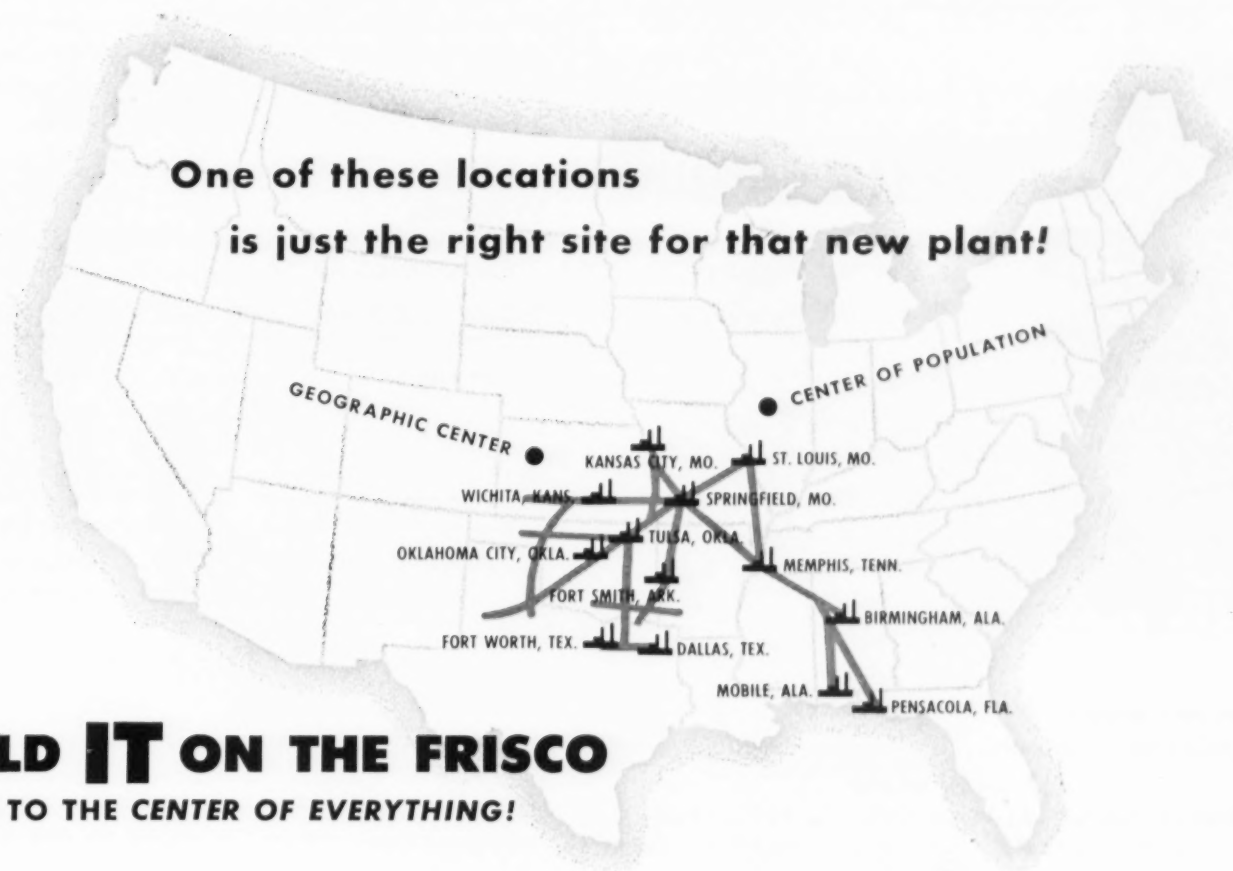 One of these locations
is just the right site for that new plant!
CENTER OF POPULATION
GEOGRAPHIC CENTER
KANSAS CITY, MO.
ST. LOUIS, MO.
WICHITA, KANS.
SPRINGFIELD, MO.
TULSA, OKLA.
OKLAHOMA CITY, OKLA.
MEMPHIS, TENN.
FORT SMITH, ARK.
BIRMINGHAM, ALA.
FORT WORTH, TEX.
DALLAS, TEX.
MOBILE, ALA.
PENSACOLA, FLA.
LD IT ON THE FRISCO
TO THE CENTER OF EVERYTHING!